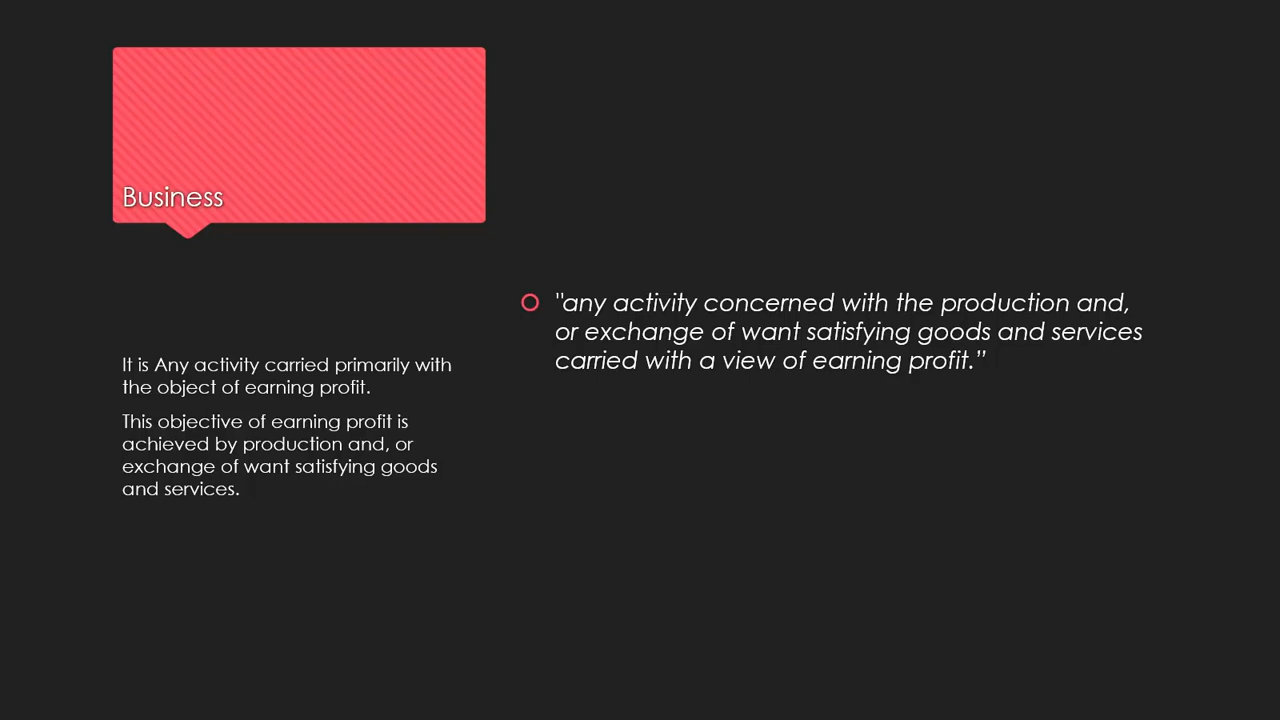 Business
It is Any activity carried primarily with
the object of earning profit.
This objective of earning profit is
achieved by production and, or
exchange of want satisfying goods
and services.
"any activity concerned with the production and,
or exchange of want satisfying goods and services
carried with a view of earning profit.”